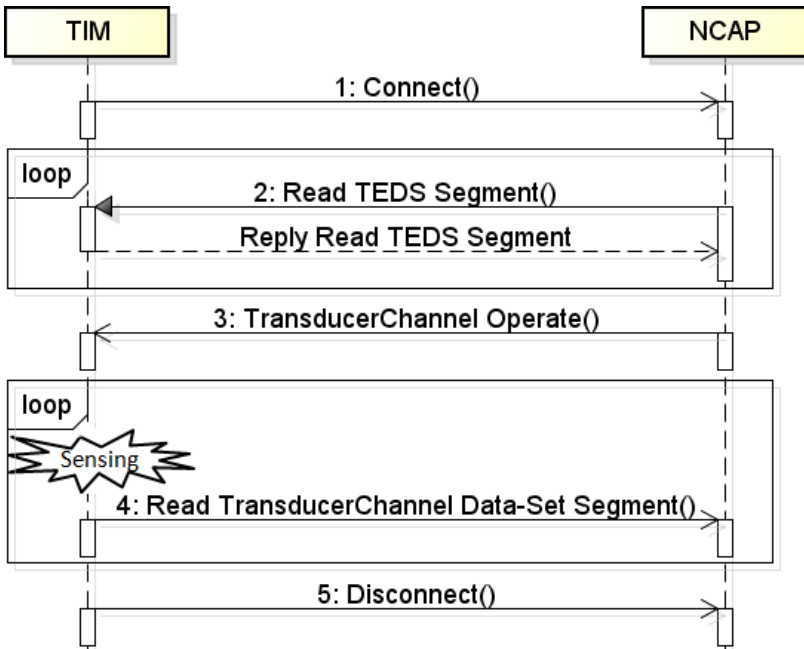 TIM
NCAP
1: Connect()
loop
2: Read TEDS Segment()
Reply Read TEDS Segment
3: TransducerChannel Operate()
loop
Sensing
4: Read TransducerChannel Data-Set Segment()
5: Disconnect()